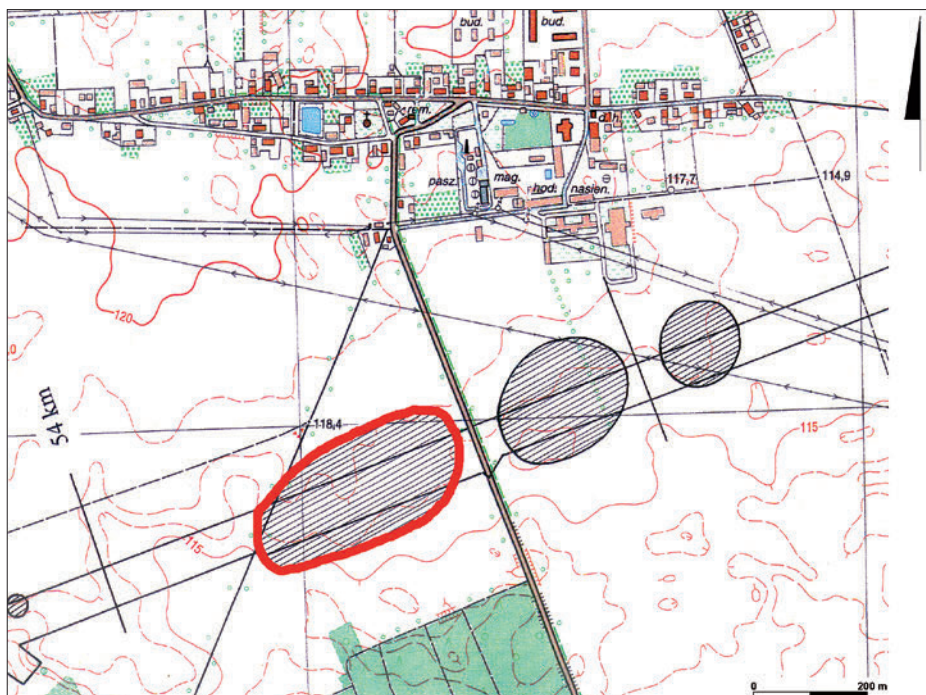 bud.
bud.
rem.
pasz.
mag.
hod.
nasien.
117,7
114,9
120
54 km
118,4
115
115
0
200 m